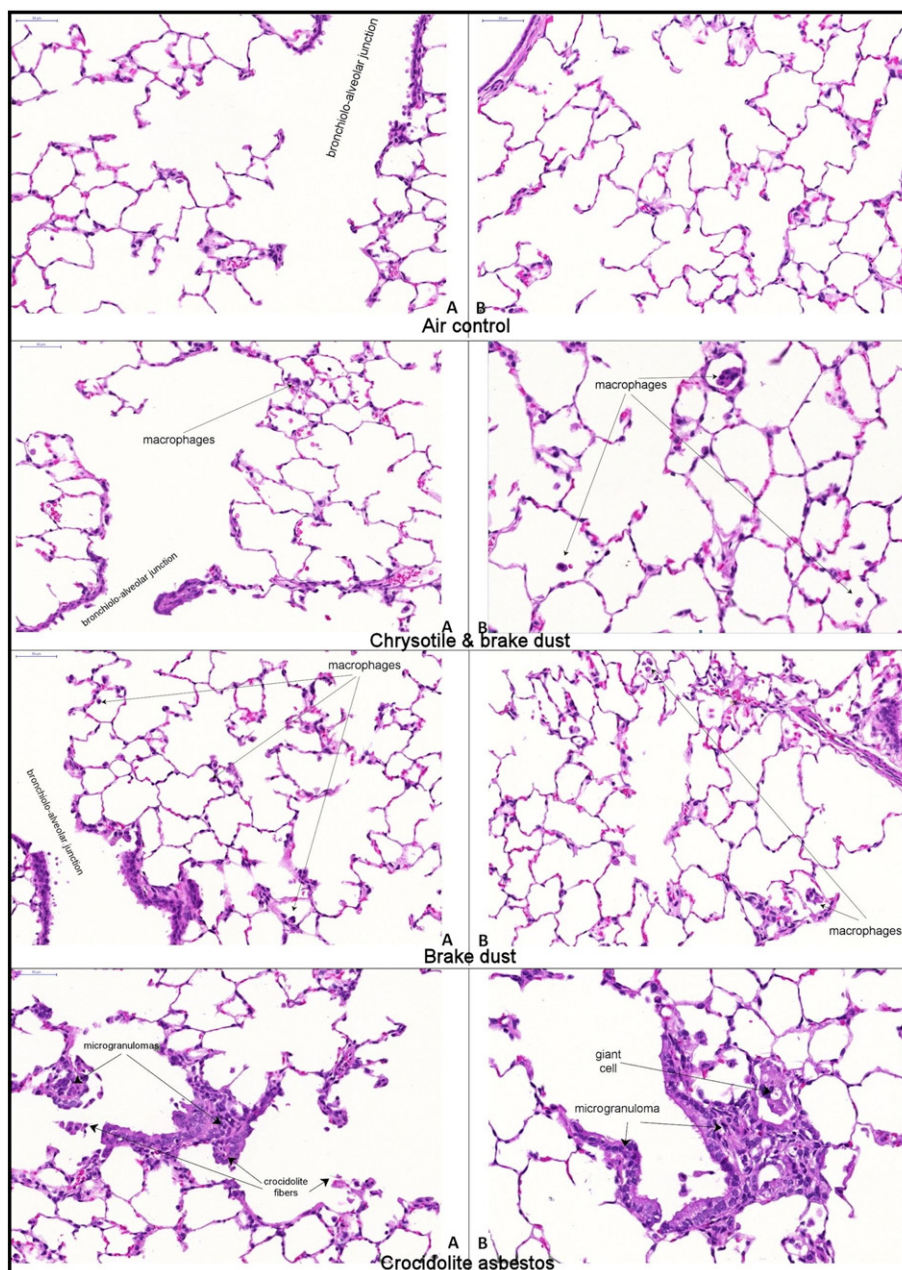 bronchiolo-alveolar junction
A
B
Air control
macrophages
bronchiolo-alveolar junction
A
macrophages
B
Chrysotile & brake dust
macrophages
bronchiolo-alveolar junction
A
B
macrophages
Brake dust
microgranulomas
crocidolite
fibers
A
giant
cell
microgranuloma
B
Crocidolite asbestos